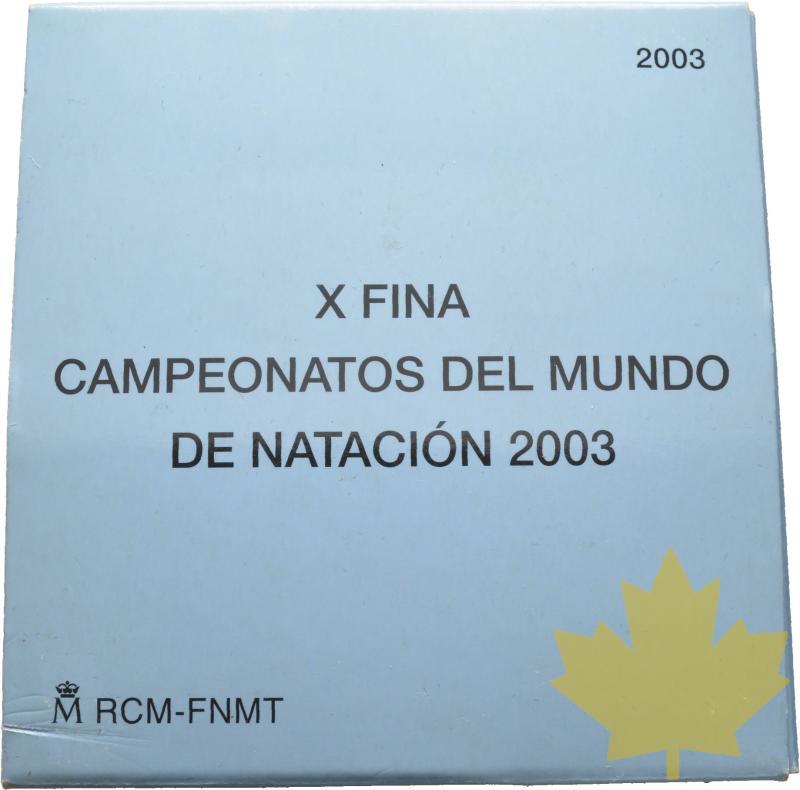 2003
X FINA
CAMPEONATOS DEL MUNDO
DE NATACIÓN 2003
M RCM-FNMT